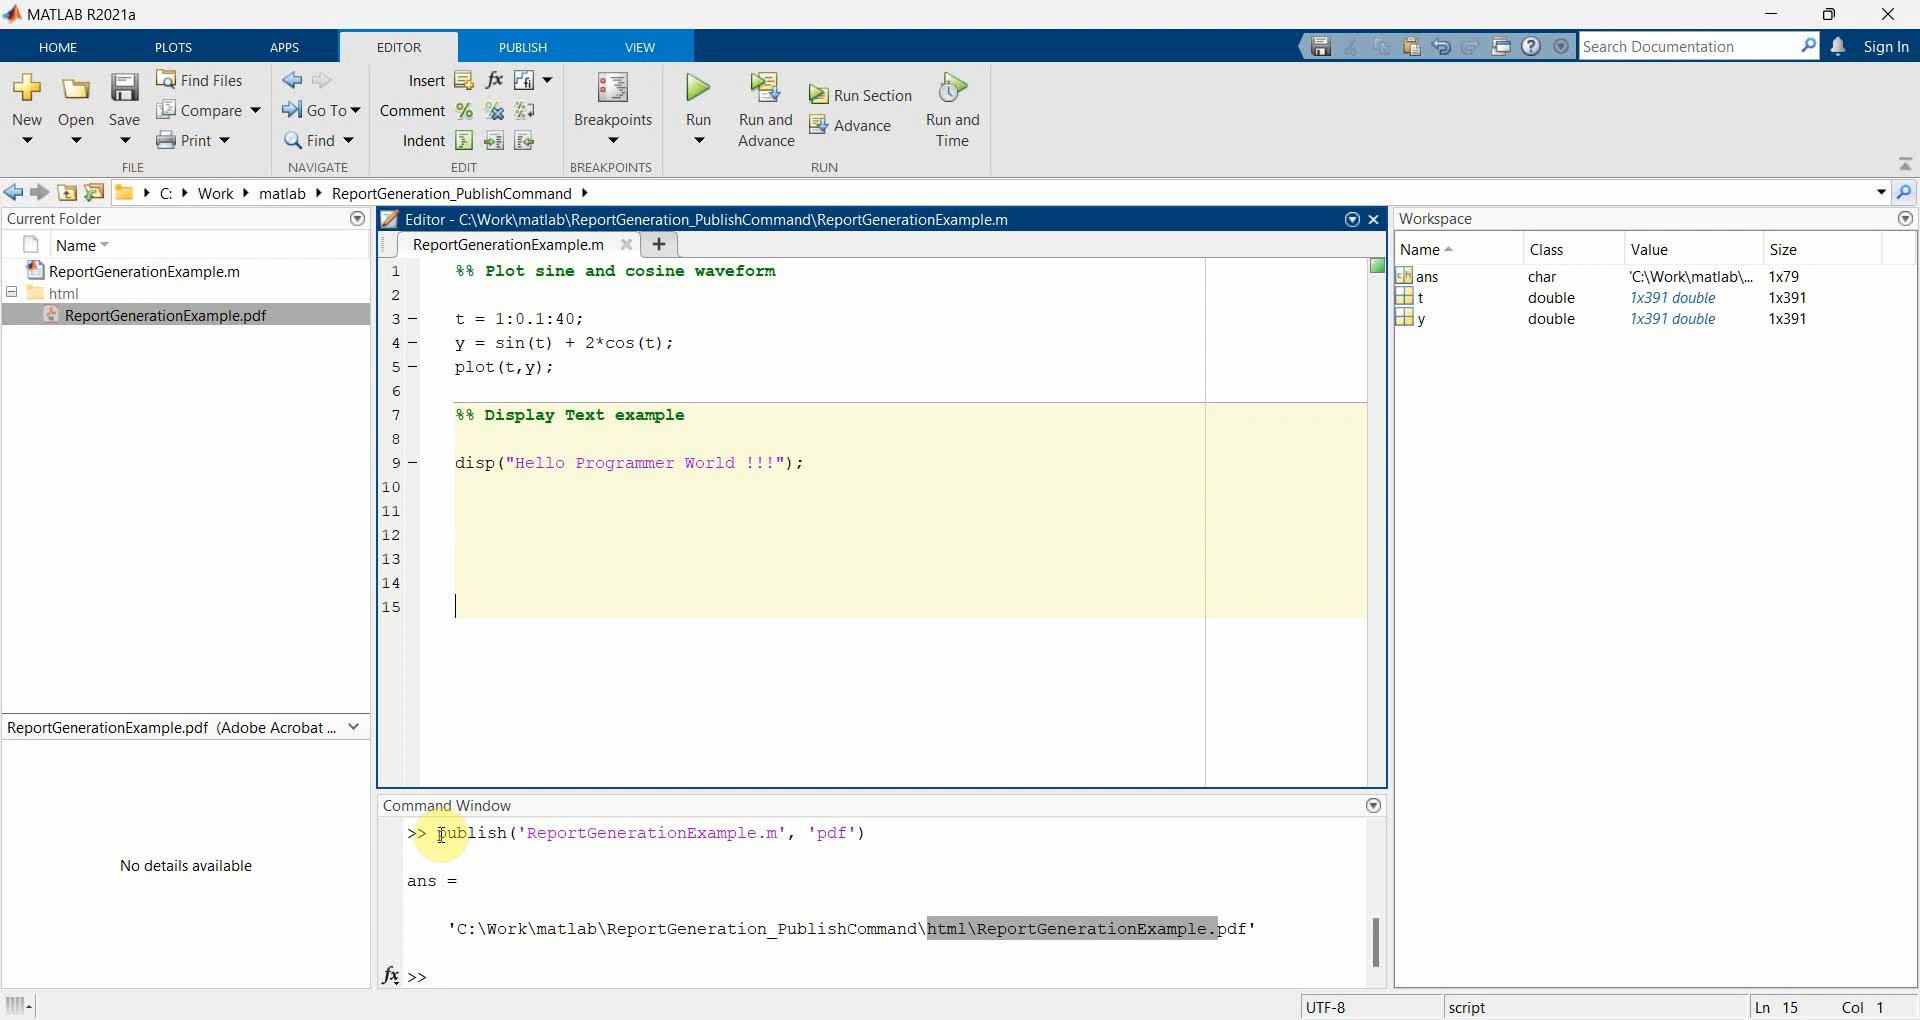 MATLAB R2021a
HOME PLOTS APPS EDITOR PUBLISH VIEW Search Documentation Sign In
New Open Save Find Files Compare Print
FILE
Go To Find
NAVIGATE
Insert fx
Comment
Indent
EDIT
Breakpoints
BREAKPOINTS
Run Run and Advance Run Section Advance Run and Time
RUN
C: Work matlab ReportGeneration_PublishCommand
Current Folder
Name
ReportGenerationExample.m
html
ReportGenerationExample.pdf
ReportGenerationExample.pdf (Adobe Acrobat ...
No details available
Editor - C:\Work\matlab\ReportGeneration_PublishCommand\ReportGenerationExample.m
ReportGenerationExample.m
1 %% Plot sine and cosine waveform
2
3 – t = 1:0.1:40;
4 – y = sin(t) + 2*cos(t);
5 – plot(t,y);
6
7 %% Display Text example
8
9 – disp("Hello Programmer World !!!");
10
11
12
13
14
15
Command Window
>> publish('ReportGenerationExample.m', 'pdf')
ans =
'C:\Work\matlab\ReportGeneration_PublishCommand\html\ReportGenerationExample.pdf'
fx >>
Workspace
Name Class Value Size
ans char 'C:\Work\matlab\... 1x79
t double 1x391 double 1x391
y double 1x391 double 1x391
UTF-8 script Ln 15 Col 1